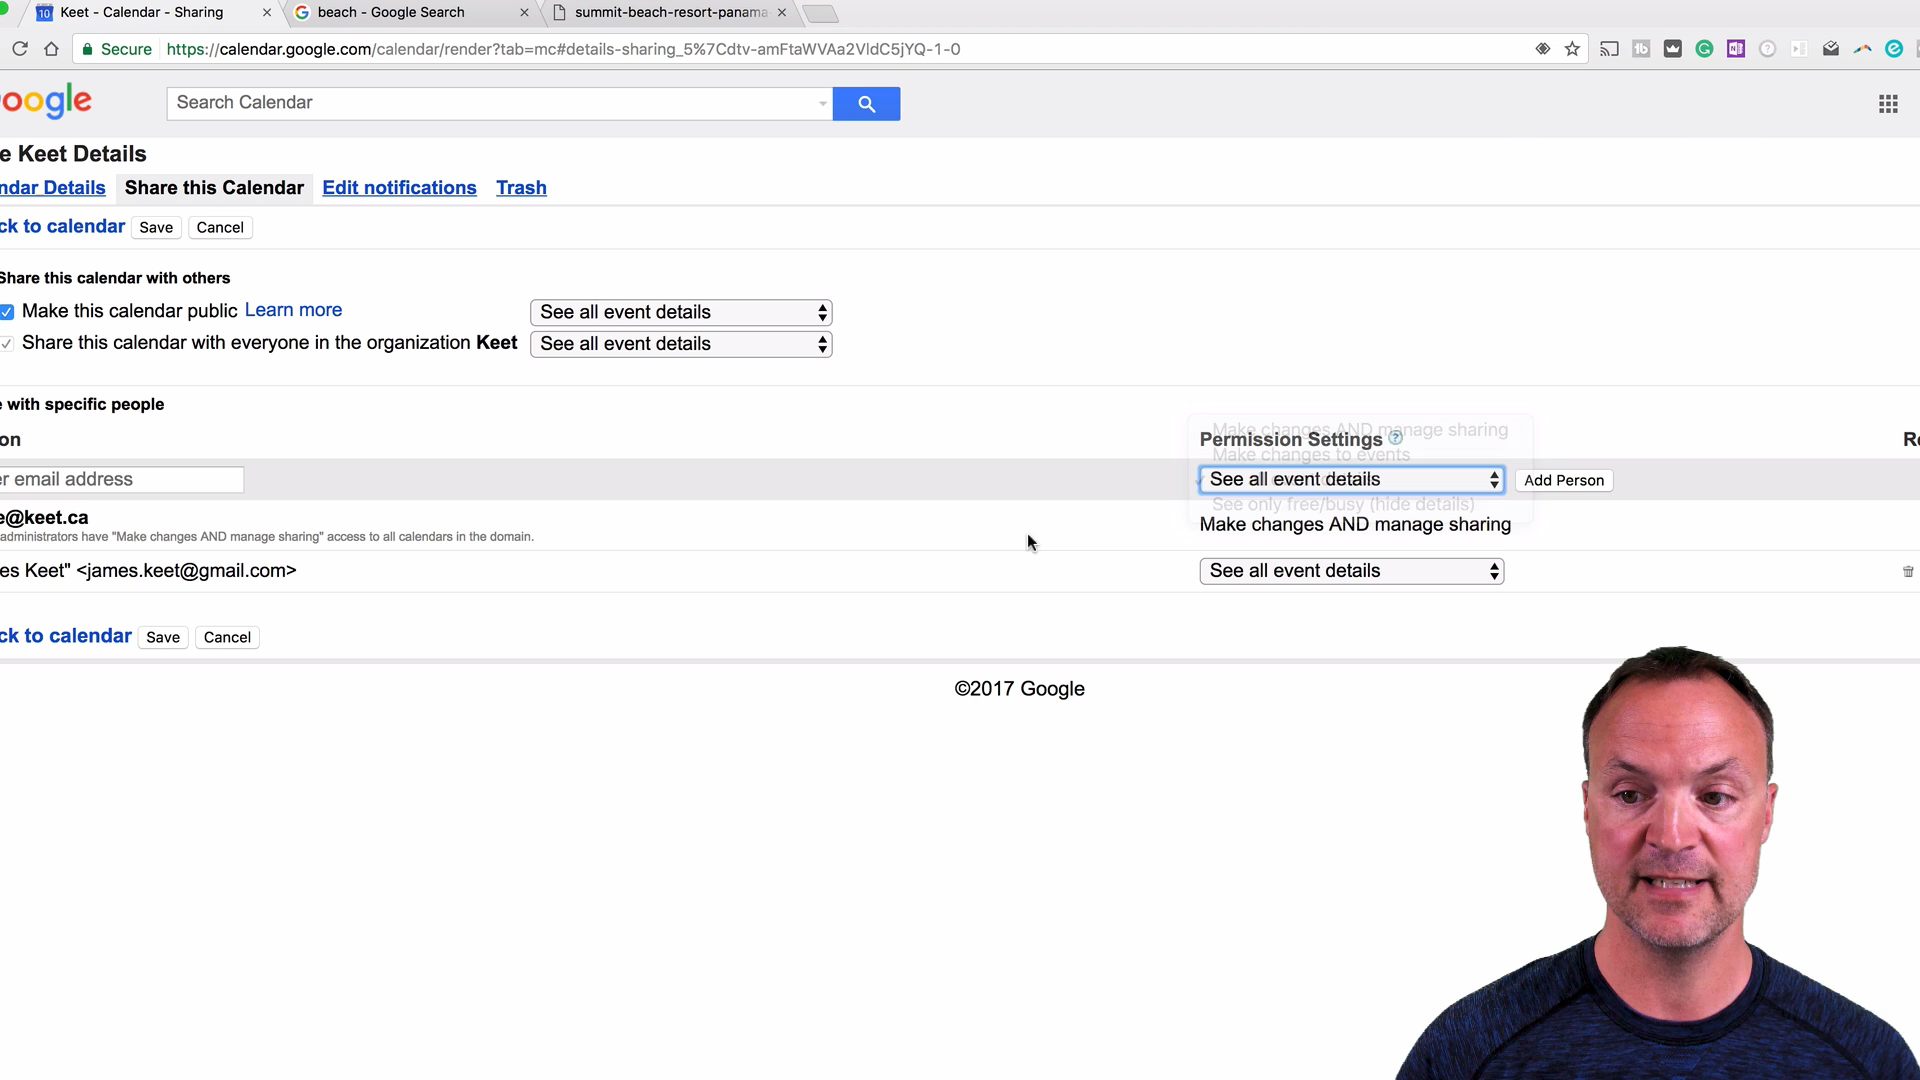 10 Keet - Calendar - Sharing
beach - Google Search
summit-beach-resort-panama
Secure https://calendar.google.com/calendar/render?tab=mc#details-sharing_5%7Cdtv-amFtaWVAa2VldC5jYQ-1-0
oogle
Search Calendar
e Keet Details
ndar Details Share this Calendar Edit notifications Trash
ck to calendar Save Cancel
Share this calendar with others
Make this calendar public Learn more See all event details
Share this calendar with everyone in the organization Keet See all event details
e with specific people
on Permission Settings ? Re
Make changes AND manage sharing
Make changes to events
er email address See all event details Add Person
See only free/busy (hide details)
e@keet.ca Make changes AND manage sharing
administrators have "Make changes AND manage sharing" access to all calendars in the domain.
es Keet" <james.keet@gmail.com> See all event details
ck to calendar Save Cancel
©2017 Google